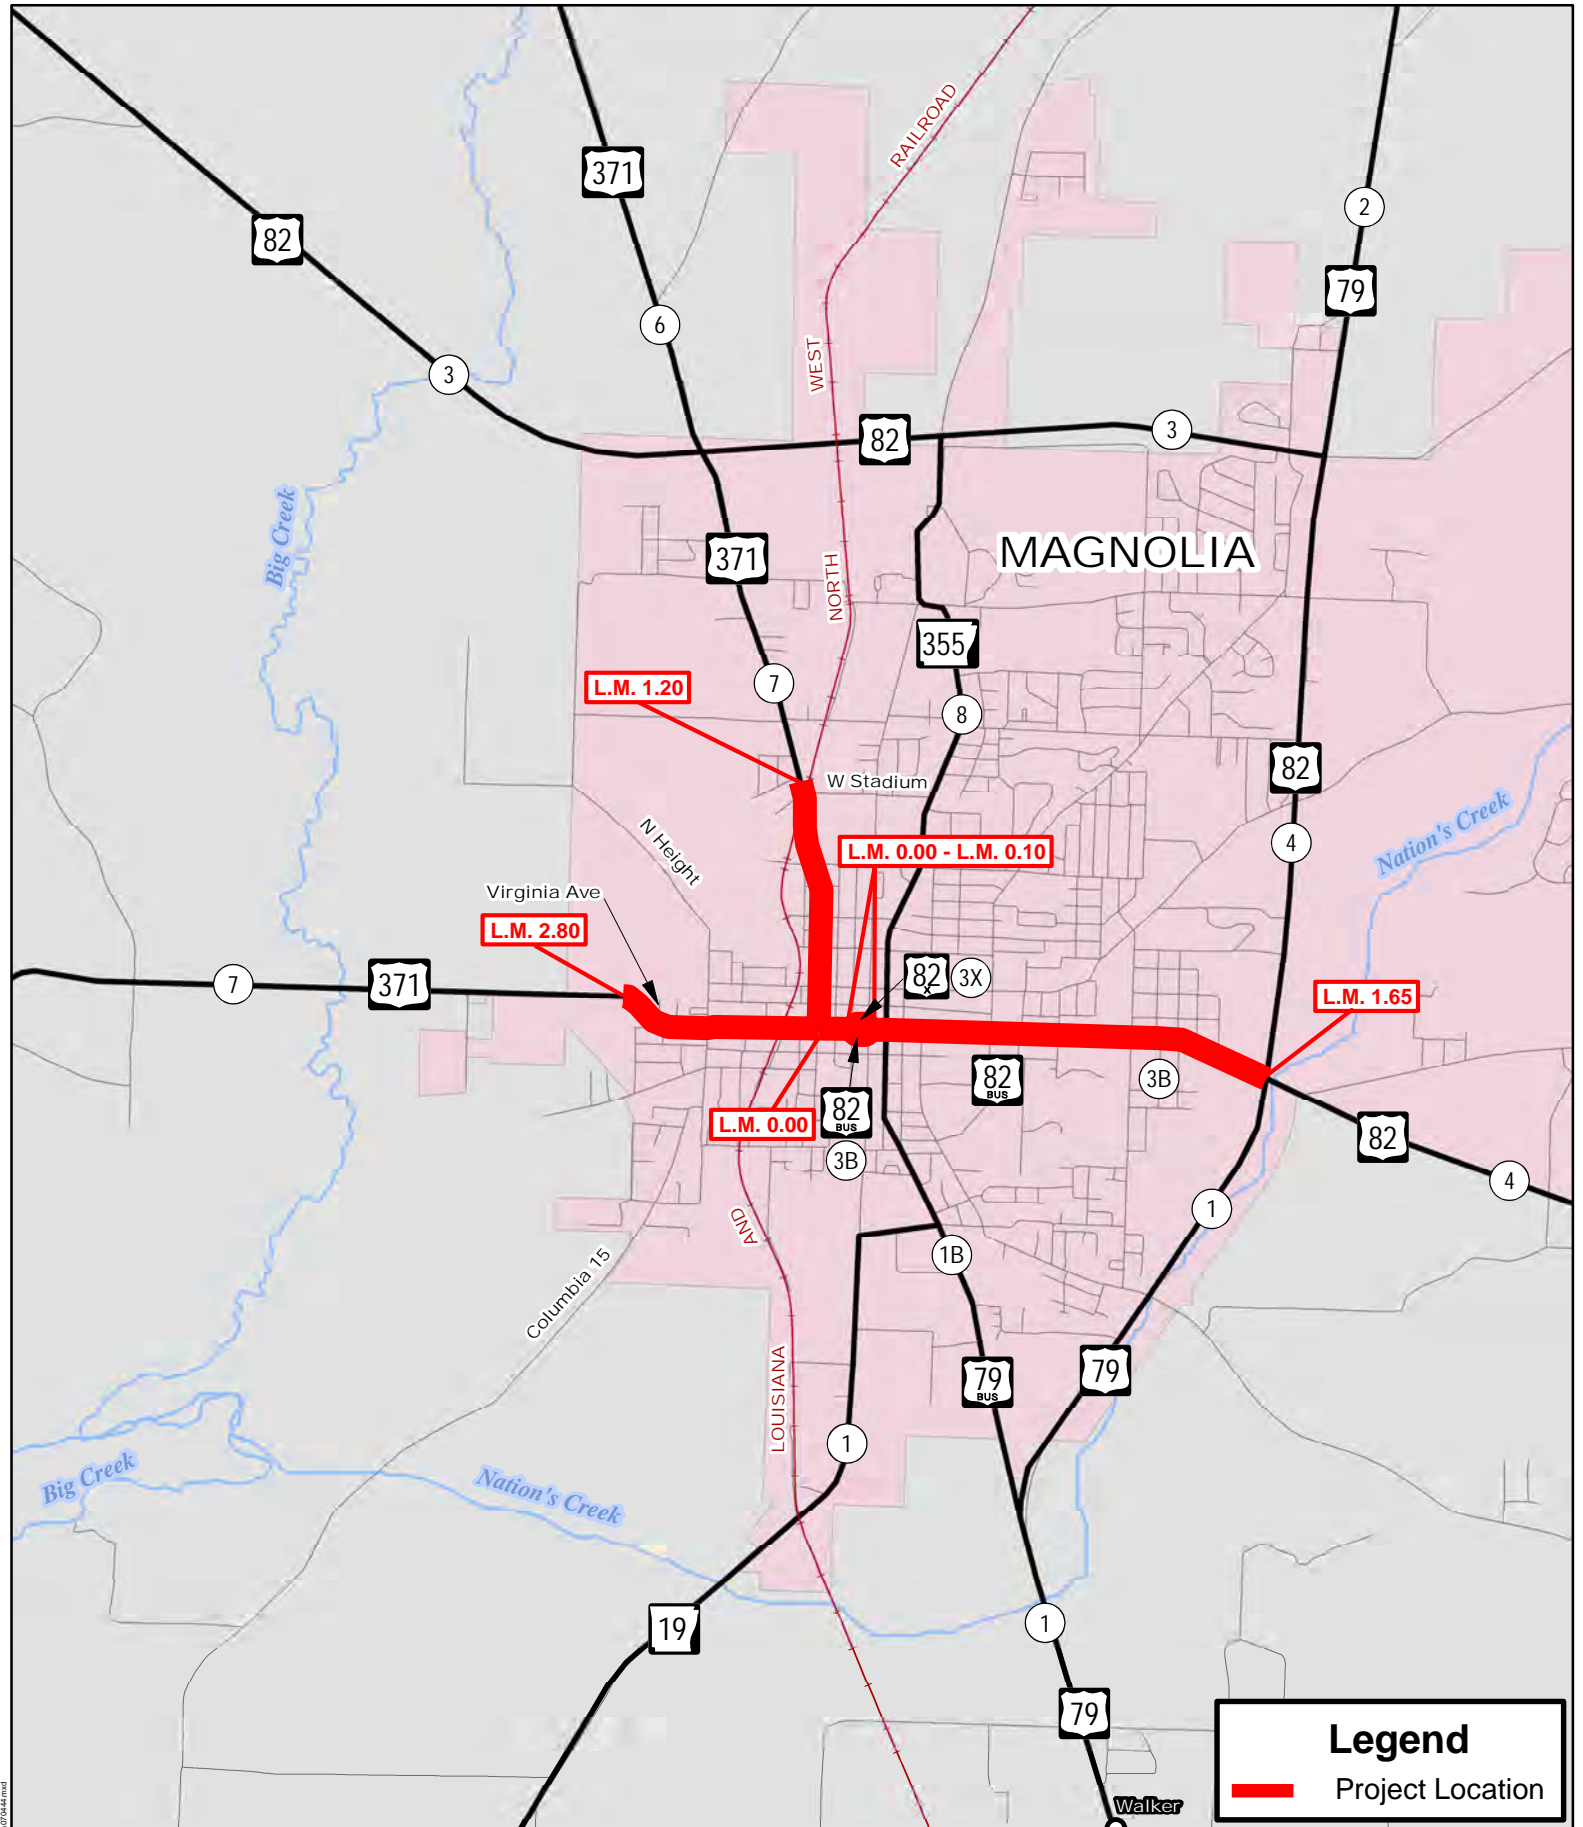 RAILROAD
371
2
82
79
6
WEST
3
82
3
Big Creek
371
NORTH
MAGNOLIA
355
L.M. 1.20
7
8
82
W Stadium
Nation's Creek
N Height
L.M. 0.00 - L.M. 0.10
4
Virginia Ave
L.M. 2.80
82
X
3X
7
371
L.M. 1.65
82
BUS
3B
82
BUS
L.M. 0.00
82
3B
4
AND
1
1B
Columbia 15
79
BUS
79
LOUISIANA
1
Big Creek
Nation's Creek
19
1
79
Legend
Project Location
Walker